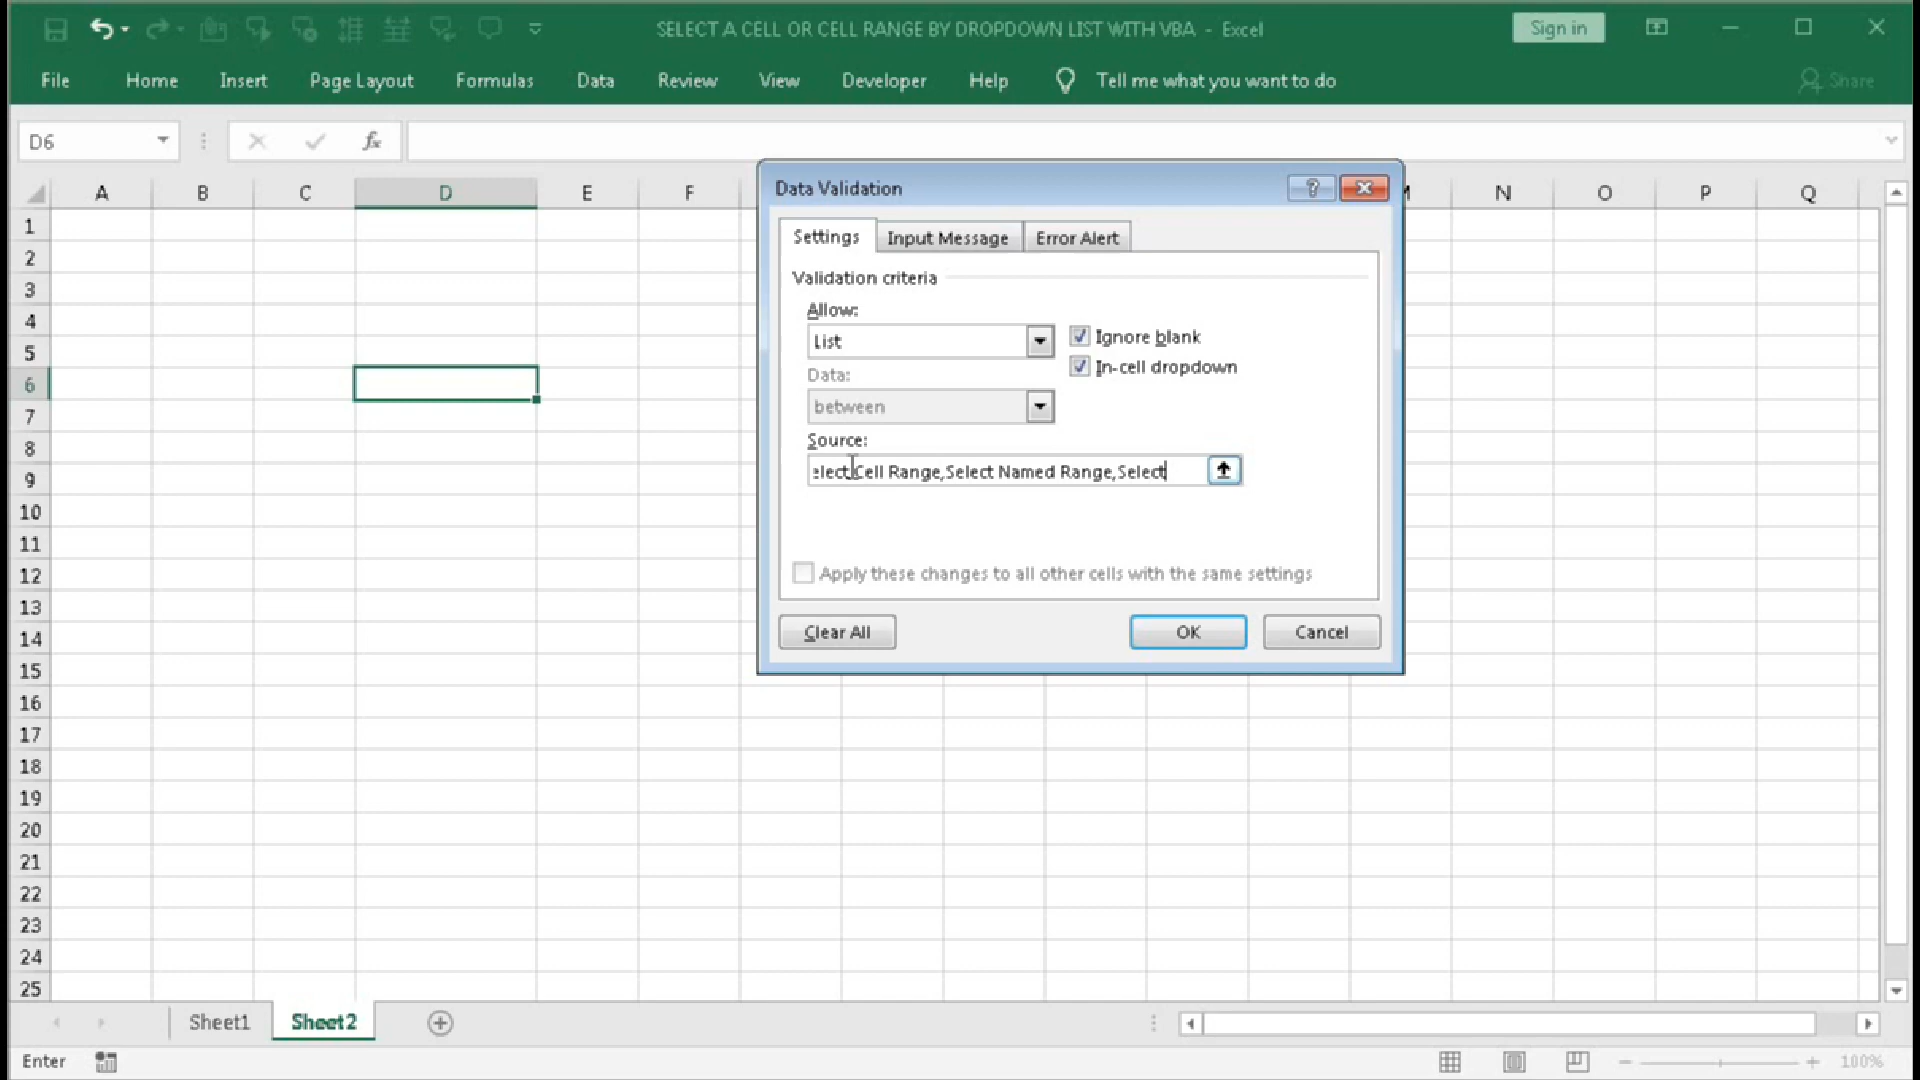 SELECT A CELL OR CELL RANGE BY DROPDOWN LIST WITH VBA - Excel
Sign in
File Home Insert Page Layout Formulas Data Review View Developer Help Tell me what you want to do Share
D6 fx
A B C D E F N O P Q
Data Validation
Settings Input Message Error Alert
Validation criteria
Allow:
List
Ignore blank
In-cell dropdown
Data:
between
Source:
elect Cell Range,Select Named Range,Select
Apply these changes to all other cells with the same settings
Clear All OK Cancel
1
2
3
4
5
6
7
8
9
10
11
12
13
14
15
16
17
18
19
20
21
22
23
24
25
Sheet1 Sheet2
Enter 100%